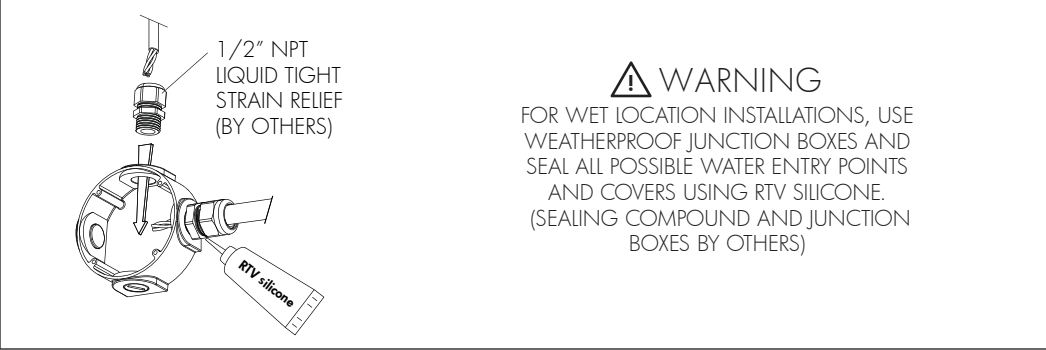 1/2" NPT
LIQUID TIGHT
STRAIN RELIEF
(BY OTHERS)
RTV silicone
WARNING
FOR WET LOCATION INSTALLATIONS, USE
WEATHERPROOF JUNCTION BOXES AND
SEAL ALL POSSIBLE WATER ENTRY POINTS
AND COVERS USING RTV SILICONE.
(SEALING COMPOUND AND JUNCTION
BOXES BY OTHERS)